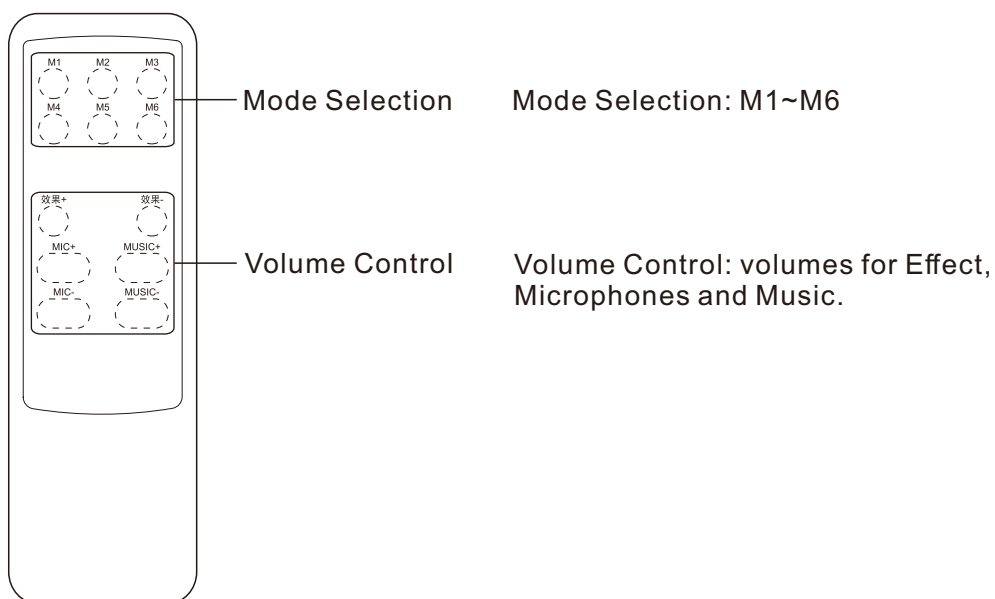 M1 M2 M3
M4 M5 M6
Mode Selection
Mode Selection: M1~M6
效果+ 效果-
MIC+ MUSIC+
MIC- MUSIC-
Volume Control
Volume Control: volumes for Effect,
Microphones and Music.